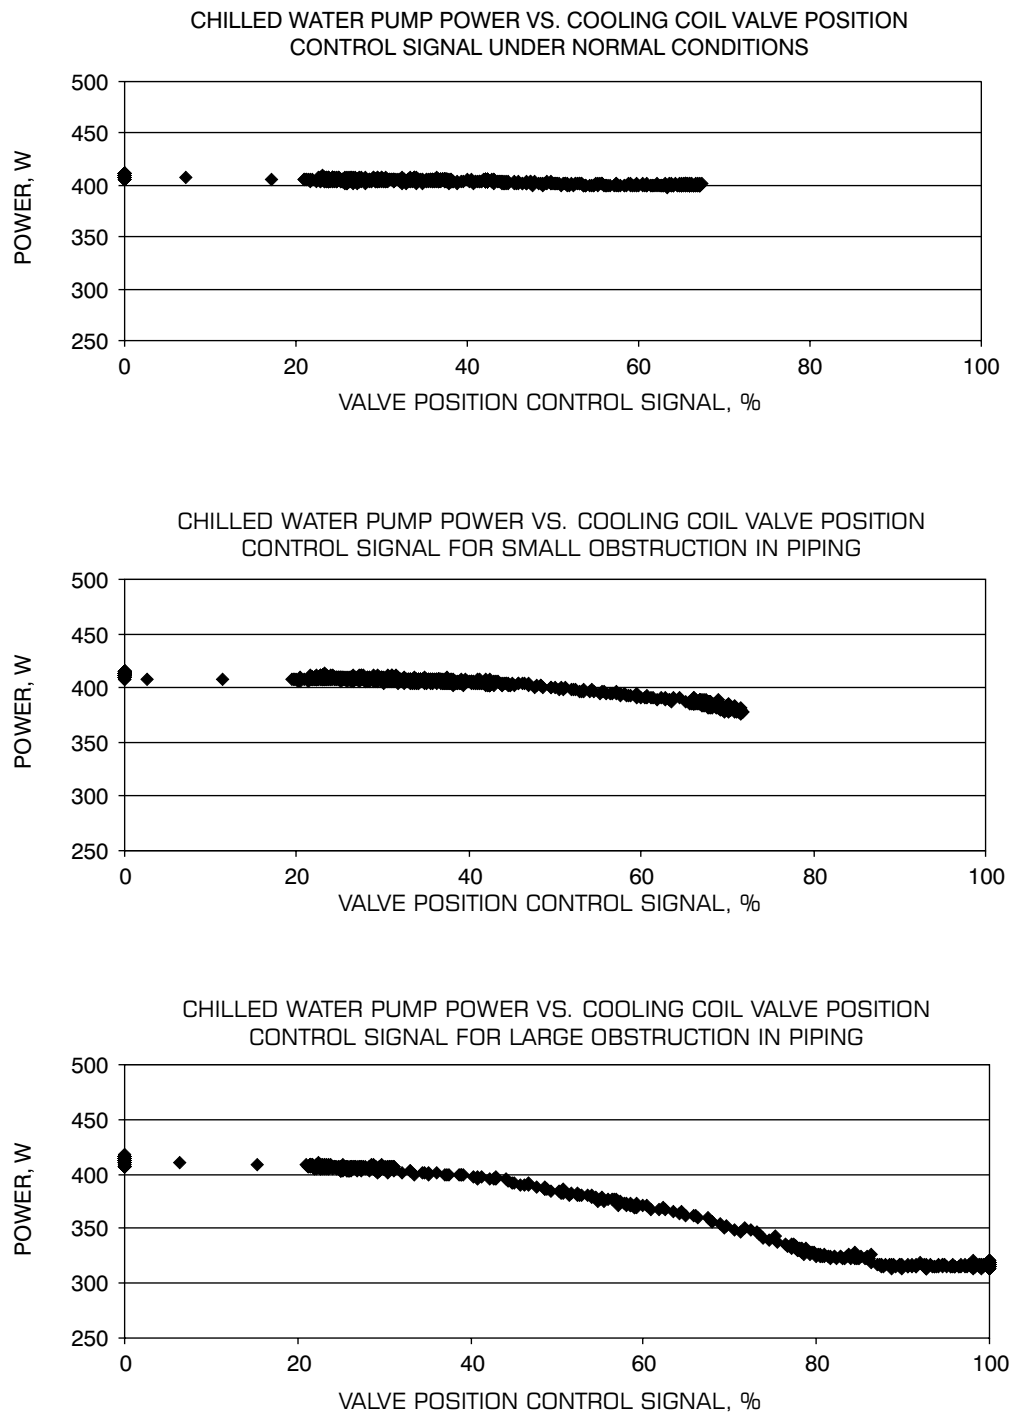 CHILLED WATER PUMP POWER VS. COOLING COIL VALVE POSITION
CONTROL SIGNAL UNDER NORMAL CONDITIONS
500
450
400
350
300
250
POWER, W
0 20 40 60 80 100
VALVE POSITION CONTROL SIGNAL, %
CHILLED WATER PUMP POWER VS. COOLING COIL VALVE POSITION
CONTROL SIGNAL FOR SMALL OBSTRUCTION IN PIPING
500
450
400
350
300
250
POWER, W
0 20 40 60 80 100
VALVE POSITION CONTROL SIGNAL, %
CHILLED WATER PUMP POWER VS. COOLING COIL VALVE POSITION
CONTROL SIGNAL FOR LARGE OBSTRUCTION IN PIPING
500
450
400
350
300
250
POWER, W
0 20 40 60 80 100
VALVE POSITION CONTROL SIGNAL, %